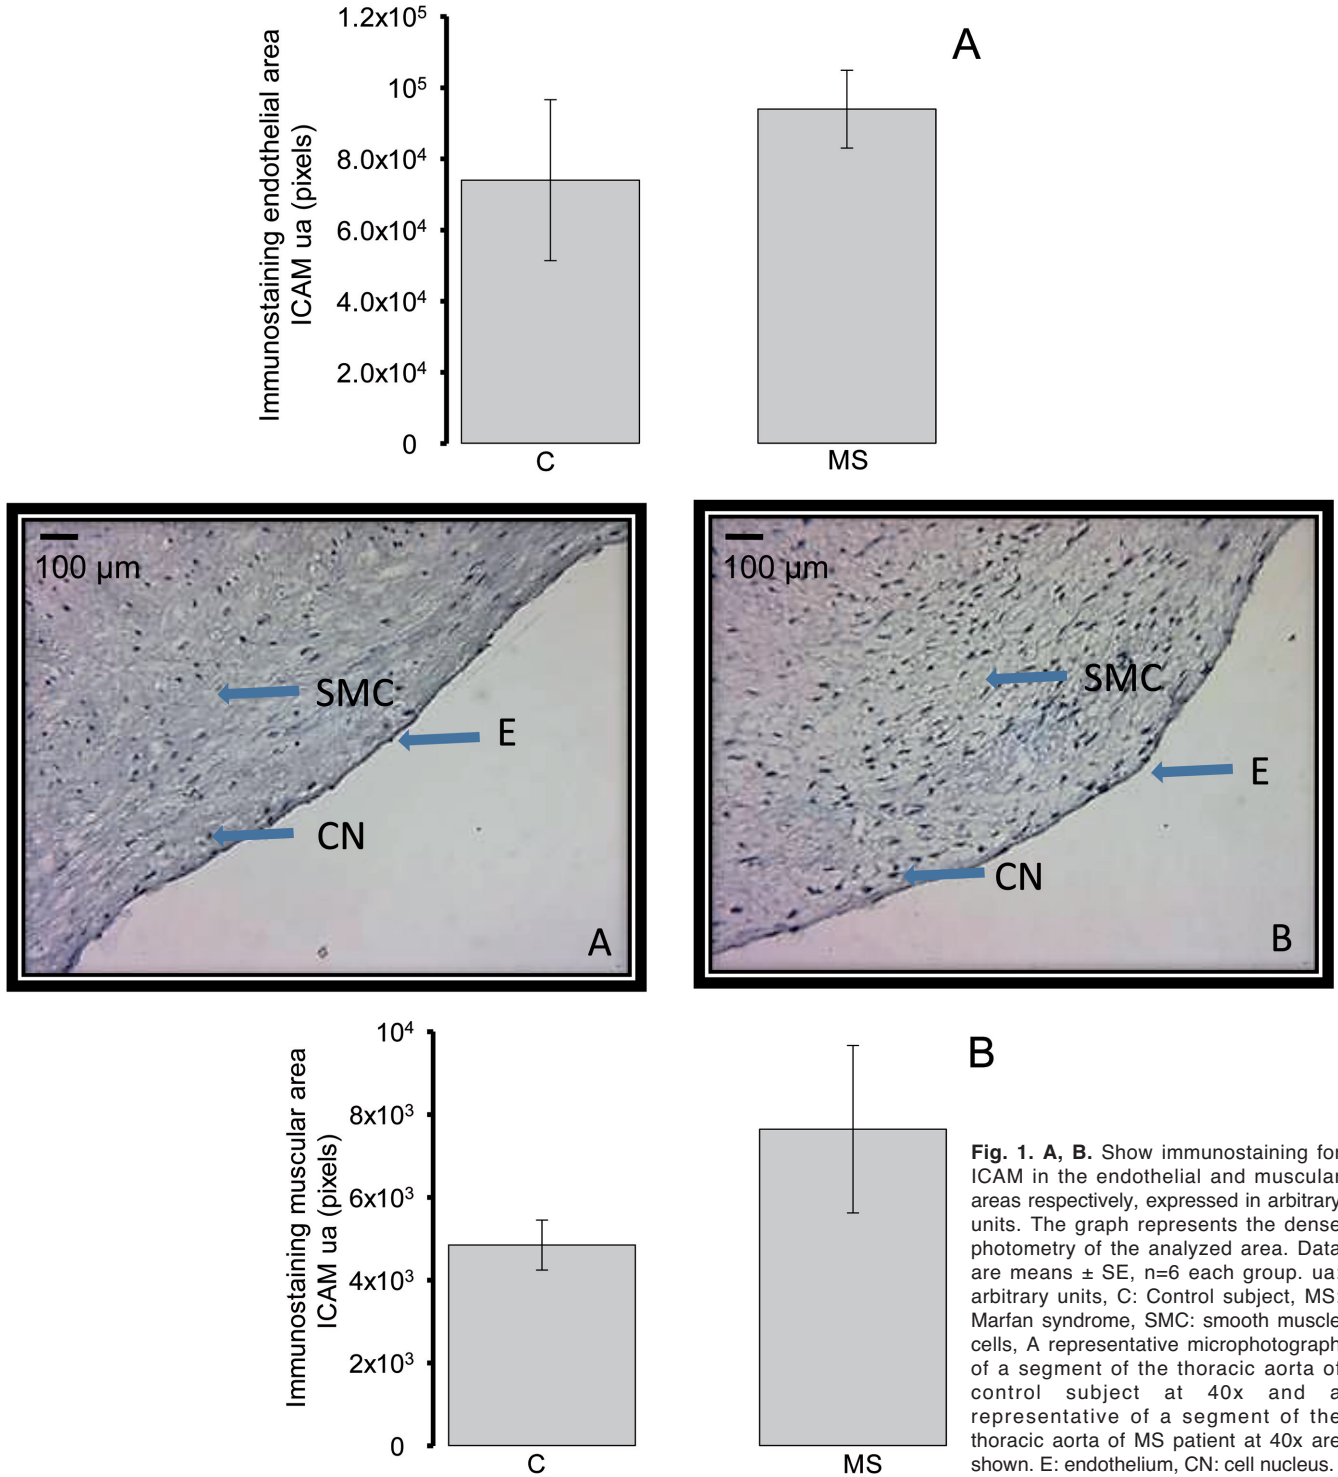 Immunostaining endothelial area
ICAM ua (pixels)
1.2x10⁵
10⁵
8.0x10⁴
6.0x10⁴
4.0x10⁴
2.0x10⁴
0
C
MS
A
100 µm
SMC
E
CN
A
100 µm
SMC
E
CN
B
Immunostaining muscular area
ICAM ua (pixels)
10⁴
8x10³
6x10³
4x10³
2x10³
0
C
MS
B
Fig. 1. A, B. Show immunostaining for
ICAM in the endothelial and muscular
areas respectively, expressed in arbitrary
units. The graph represents the dense
photometry of the analyzed area. Data
are means ± SE, n=6 each group. ua:
arbitrary units, C: Control subject, MS:
Marfan syndrome, SMC: smooth muscle
cells, A representative microphotograph
of a segment of the thoracic aorta of
control subject at 40x and a
representative of a segment of the
thoracic aorta of MS patient at 40x are
shown. E: endothelium, CN: cell nucleus.